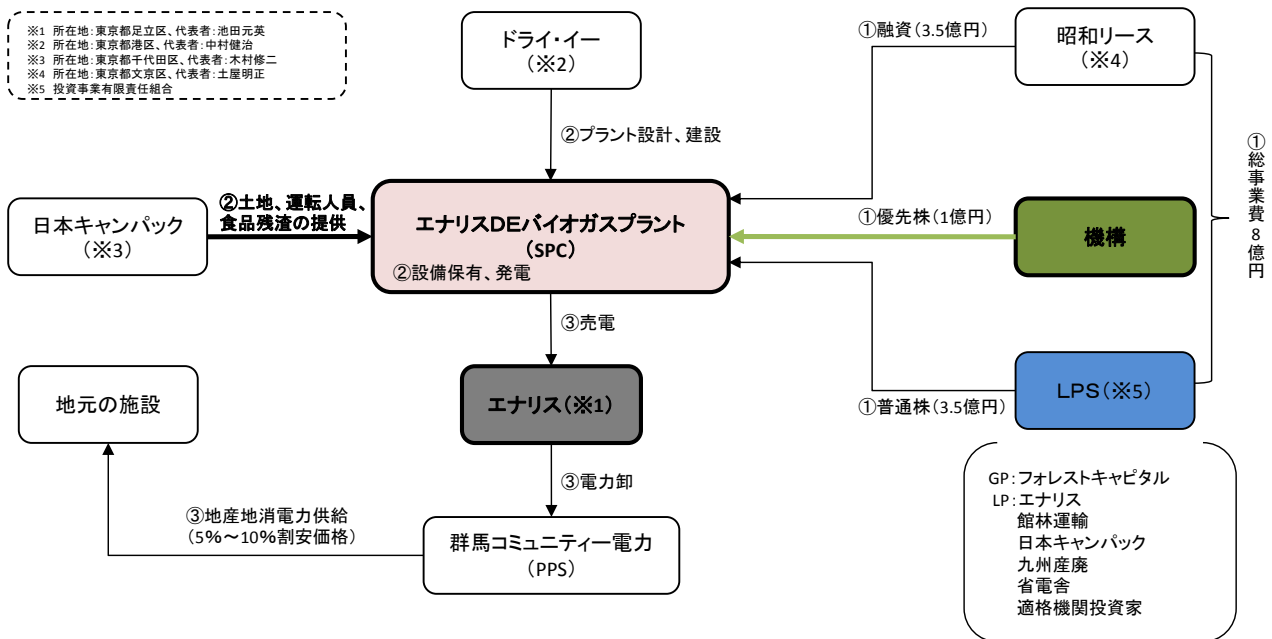 ※1 所在地:東京都足立区、代表者:池田元英
※2 所在地:東京都港区、代表者:中村健治
※3 所在地:東京都千代田区、代表者:木村修二
※4 所在地:東京都文京区、代表者:土屋明正
※5 投資事業有限責任組合
ドライ・イー
(※2)
①融資(3.5億円)
昭和リース
(※4)
②プラント設計、建設
①総事業費8億円
日本キャンパック
(※3)
②土地、運転人員、
食品残渣の提供
エナリスDEバイオガスプラント
(SPC)
②設備保有、発電
①優先株(1億円)
機構
③売電
地元の施設
エナリス(※1)
①普通株(3.5億円)
LPS(※5)
③電力卸
③地産地消電力供給
(5%~10%割安価格)
群馬コミュニティー電力
(PPS)
GP:フォレストキャピタル
LP:エナリス
館林運輸
日本キャンパック
九州産廃
省電舎
適格機関投資家